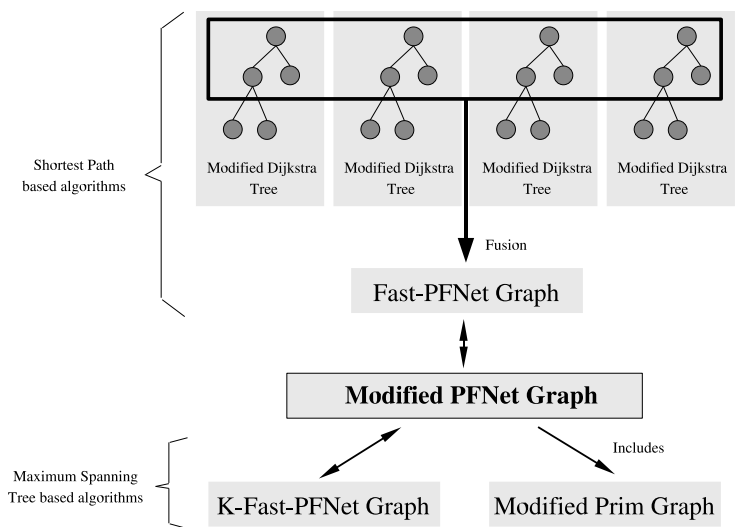 Modified Dijkstra
Tree
Modified Dijkstra
Tree
Modified Dijkstra
Tree
Modified Dijkstra
Tree
Shortest Path
based algorithms
Fusion
Fast-PFNet Graph
Modified PFNet Graph
Includes
Maximum Spanning
Tree based algorithms
K-Fast-PFNet Graph
Modified Prim Graph